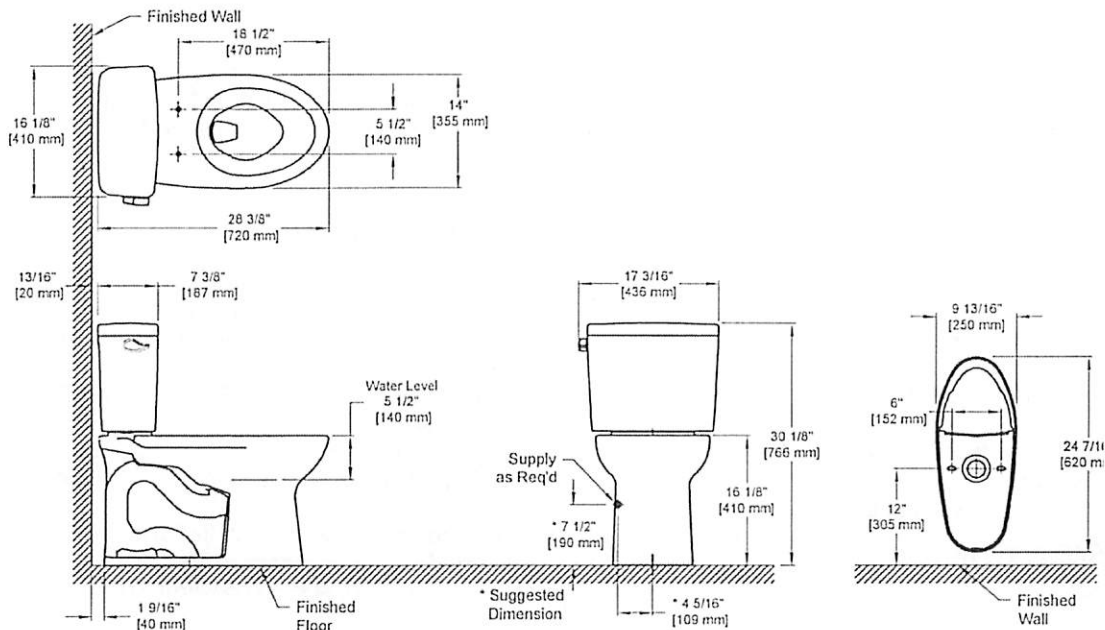 Finished Wall
18 1/2"
[470 mm]
16 1/8"
[410 mm]
5 1/2"
[140 mm]
14"
[355 mm]
28 3/8"
[720 mm]
13/16"
[20 mm]
7 3/8"
[187 mm]
Water Level
5 1/2"
[140 mm]
1 9/16"
[40 mm]
Finished
Floor
17 3/16"
[436 mm]
Supply
as Req'd
* 7 1/2"
[190 mm]
30 1/8"
[766 mm]
16 1/8"
[410 mm]
* Suggested
Dimension
* 4 5/16"
[109 mm]
9 13/16"
[250 mm]
6"
[152 mm]
24 7/16
[620 m
12"
[305 mm]
Finished
Wall